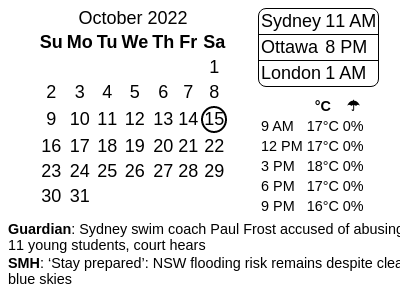 October 2022
Su Mo Tu We Th Fr Sa
1
2 3 4 5 6 7 8
9 10 11 12 13 14 15
16 17 18 19 20 21 22
23 24 25 26 27 28 29
30 31
Sydney 11 AM
Ottawa 8 PM
London 1 AM
°C ☂
9 AM 17°C 0%
12 PM 17°C 0%
3 PM 18°C 0%
6 PM 17°C 0%
9 PM 16°C 0%
Guardian: Sydney swim coach Paul Frost accused of abusing
11 young students, court hears
SMH: ‘Stay prepared’: NSW flooding risk remains despite
blue skies